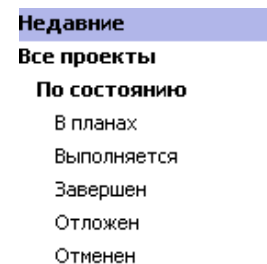 Недавние
Все проекты
По состоянию
В планах
Выполняется
Завершен
Отложен
Отменен